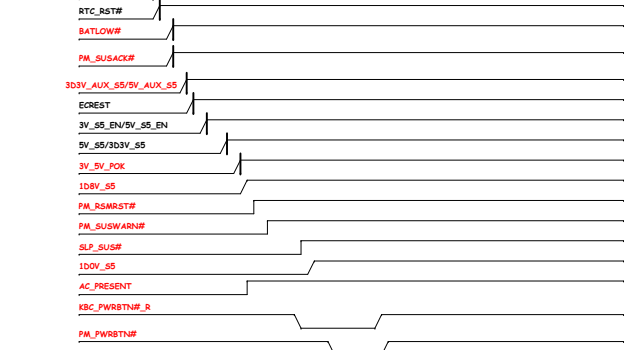 RTC_RST#
BATLOW#
PM_SUSACK#
3D3V_AUX_S5/5V_AUX_S5
ECREST
3V_S5_EN/5V_S5_EN
5V_S5/3D3V_S5
3V_5V_POK
1D8V_S5
PM_RSMRST#
PM_SUSWARN#
SLP_SUS#
1D0V_S5
AC_PRESENT
KBC_PWRBTN#_R
PM_PWRBTN#